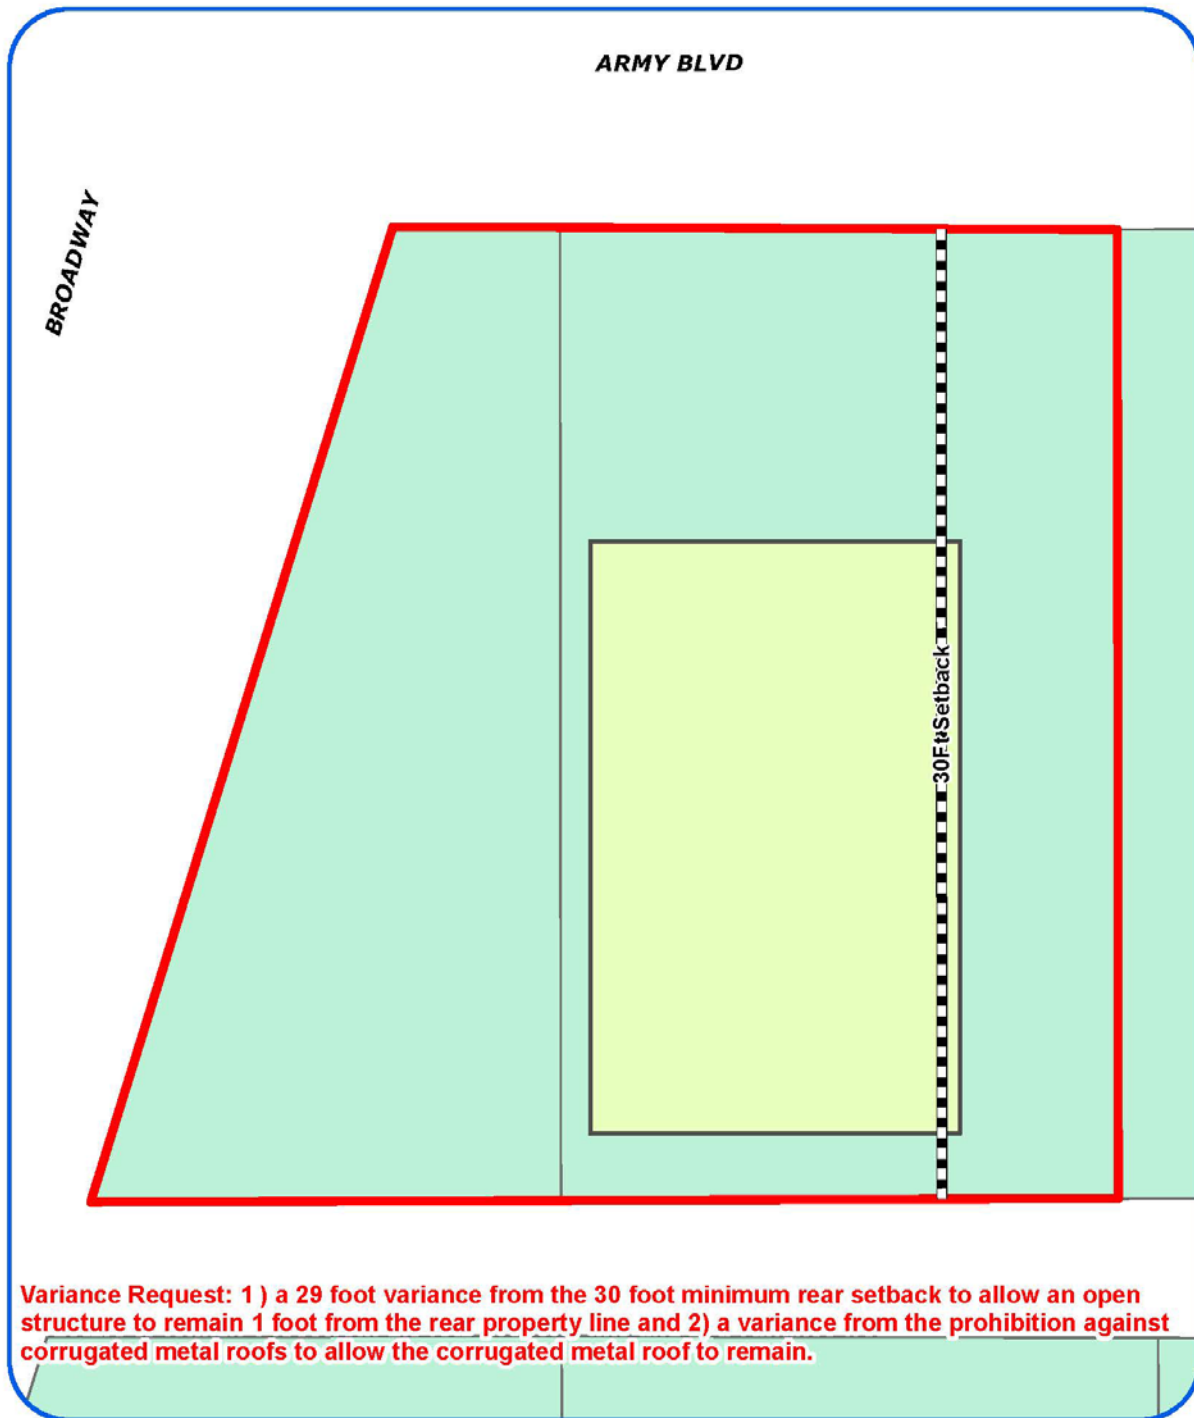 ARMY BLVD
BROADWAY
30Ft Setback
Variance Request: 1 ) a 29 foot variance from the 30 foot minimum rear setback to allow an open
structure to remain 1 foot from the rear property line and 2) a variance from the prohibition against
corrugated metal roofs to allow the corrugated metal roof to remain.